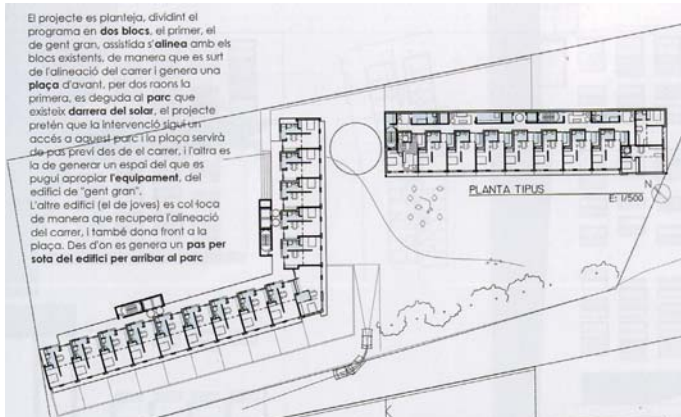 El projecte es planteja, dividint el
programa en dos blocs, el primer, el
de gent gran, assistida s'alinea amb els
blocs existents, de manera que es surt
de l'alineació del carrer i genera una
plaça d'avant, per dos raons la
primera, es deguda al parc que
existeix darrera del solar, el projecte
pretén que la intervenció sigui un
accés a aquest parc i la plaça servirà
de pas previ des de el carrer, i l'altra es
la de generar un espai del que es
pugui apropiar l'equipament, del
edifici de "gent gran".
L'altre edifici (el de joves) es col·loca
de manera que recupera l'alineació
del carrer, i també dona front a la
plaça. Des d'on es genera un pas per
sota del edifici per arribar al parc
PLANTA TIPUS
E: 1/500
N
K